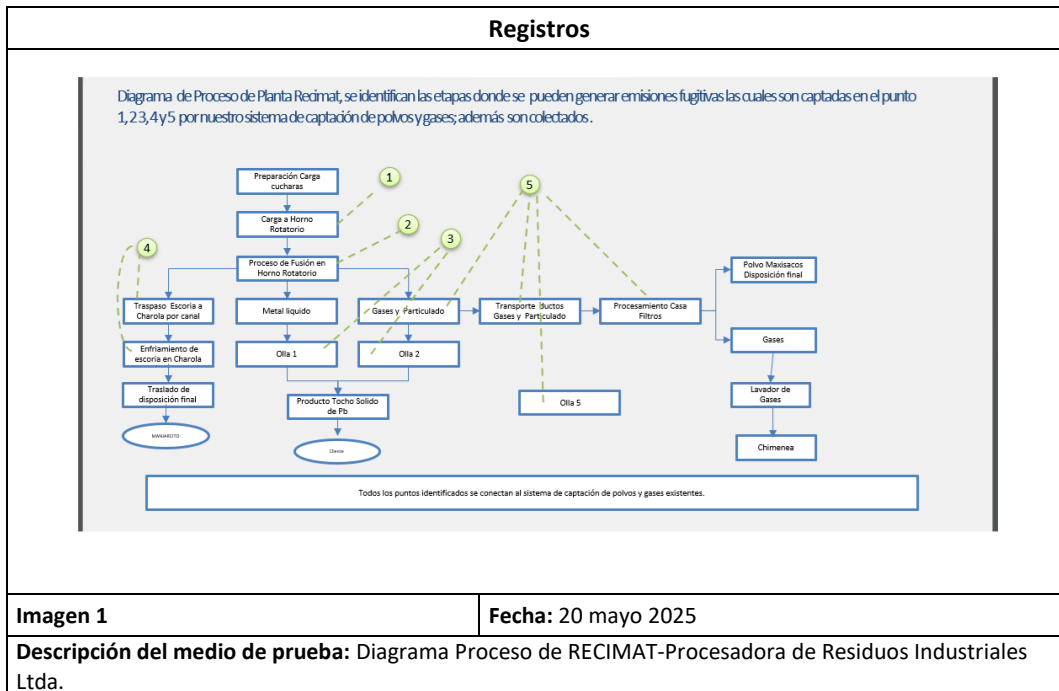 Registros
Diagrama de Proceso de Planta Recimat, se identifican las etapas donde se pueden generar emisiones fugitivas las cuales son captadas en el punto
1, 2 3, 4 y 5 por nuestro sistema de captación de polvos y gases; además son colectados .
Preparación Carga
cucharas
1
5
Carga a Horno
Rotatorio
2
3
4
Proceso de Fusión en
Horno Rotatorio
Polvo Maxisacos
Disposición final
Traspaso Escoria a
Charola por canal
Metal liquido
Gases y Particulado
Transporte ductos
Gases y Particulado
Procesamiento Casa
Filtros
Gases
Enfriamiento de
escoria en Charola
Olla 1
Olla 2
Traslado de
disposición final
Producto Tocho Solido
de Pb
Olla 5
Lavador de
Gases
Cliente
Chimenea
Todos los puntos identificados se conectan al sistema de captación de polvos y gases existentes.
Imagen 1
Fecha: 20 mayo 2025
Descripción del medio de prueba: Diagrama Proceso de RECIMAT-Procesadora de Residuos Industriales
Ltda.